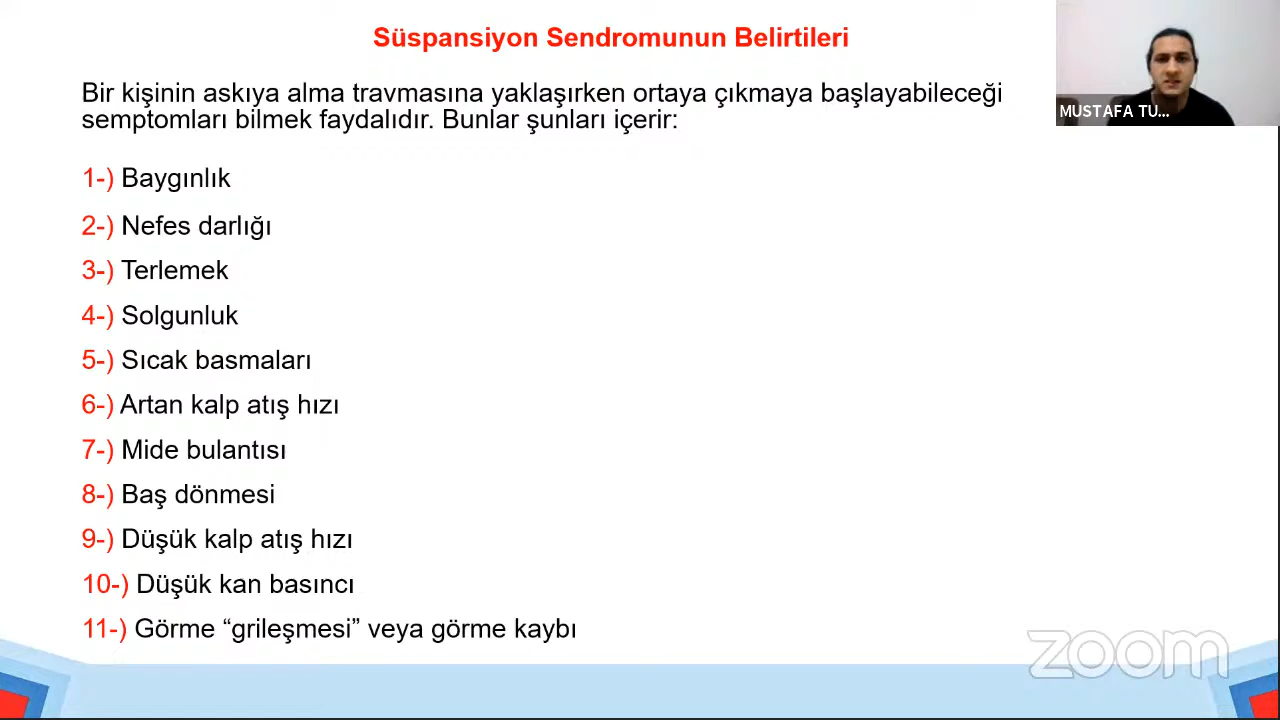 Süspansiyon Sendromunun Belirtileri
Bir kişinin askıya alma travmasına yaklaşırken ortaya çıkmaya başlayabileceği
semptomları bilmek faydalıdır. Bunlar şunları içerir:
1-) Baygınlık
2-) Nefes darlığı
3-) Terlemek
4-) Solgunluk
5-) Sıcak basmaları
6-) Artan kalp atış hızı
7-) Mide bulantısı
8-) Baş dönmesi
9-) Düşük kalp atış hızı
10-) Düşük kan basıncı
11-) Görme “grileşmesi” veya görme kaybı
MUSTAFA TU...
zoom